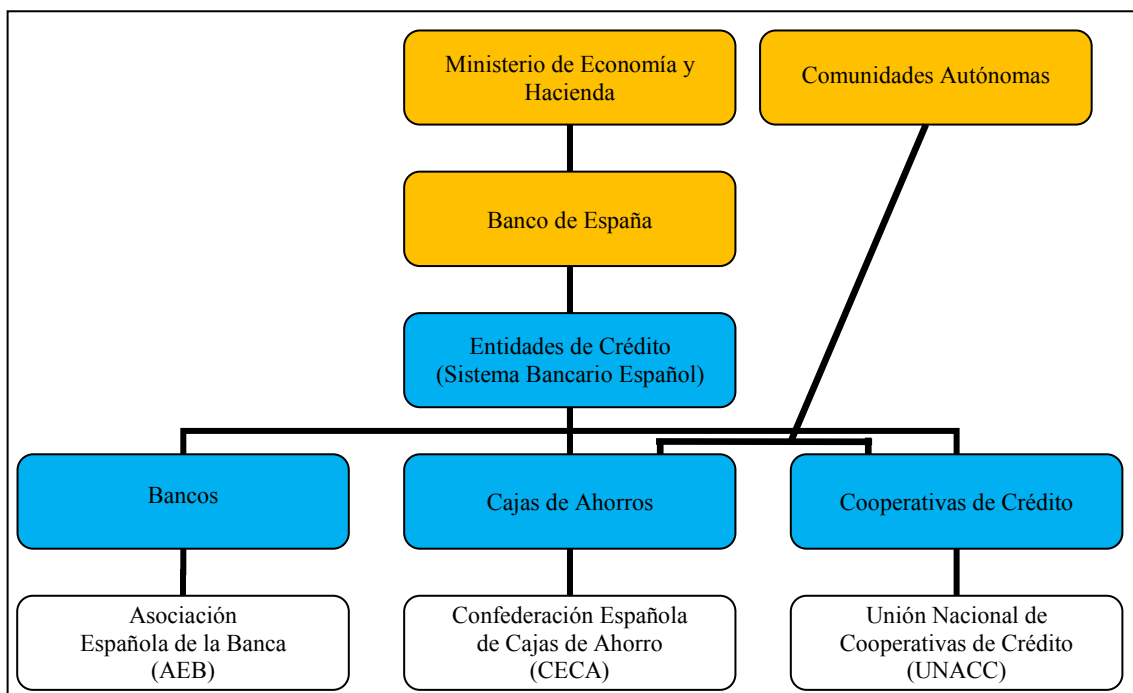 Ministerio de Economía y
Hacienda
Comunidades Autónomas
Banco de España
Entidades de Crédito
(Sistema Bancario Español)
Bancos
Cajas de Ahorros
Cooperativas de Crédito
Asociación
Española de la Banca
(AEB)
Confederación Española
de Cajas de Ahorro
(CECA)
Unión Nacional de
Cooperativas de Crédito
(UNACC)